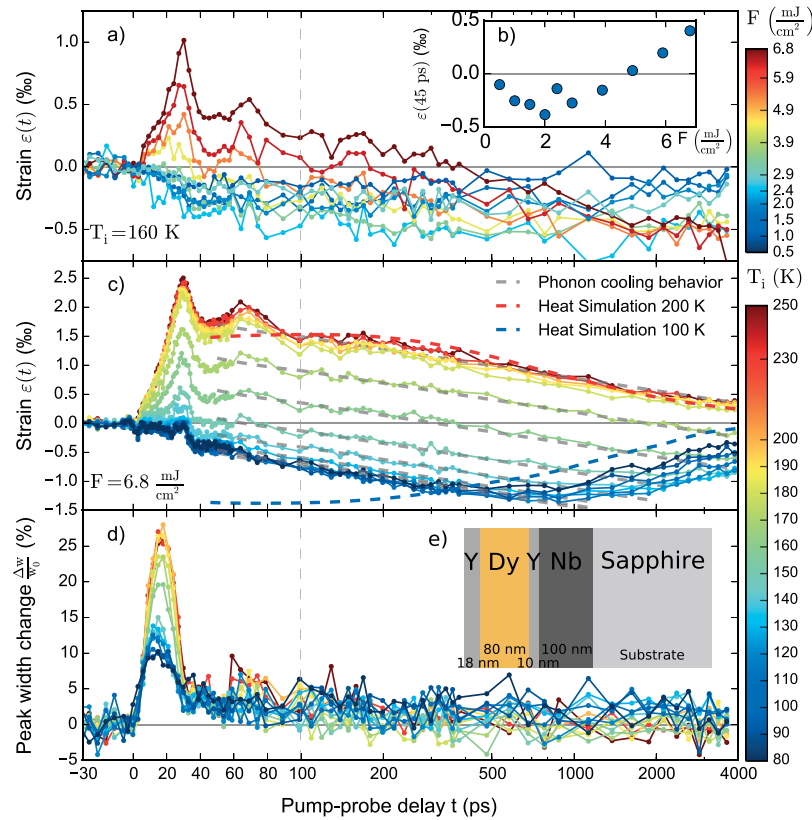 a)
b)
Strain ε(t) (‰)
1.0
0.5
0.0
−0.5
T_i=160 K
ε(45 ps) (‰)
0.5
0.0
−0.5
0 2 4 6
F (mJ/cm²)
F (mJ/cm²)
6.8
5.9
4.9
3.9
2.9
2.4
2.0
1.5
1.0
0.5
c)
Strain ε(t) (‰)
2.5
2.0
1.5
1.0
0.5
0.0
−0.5
−1.0
−1.5
Phonon cooling behavior
Heat Simulation 200 K
Heat Simulation 100 K
F=6.8 mJ/cm²
T_i (K)
250
200
180
170
160
150
140
130
120
110
100
90
80
d)
Peak width change Δw/w₀ (%)
25
20
15
10
5
0
−5
e)
Y Dy Y Nb Sapphire
80 nm 100 nm Substrate
18 nm 10 nm
−30 0 20 40 60 80 100 200 500 1000 2000 4000
Pump-probe delay t (ps)